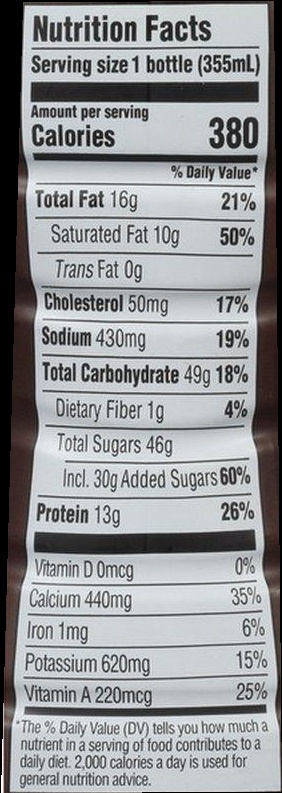 Nutrition Facts
Serving size 1 bottle (355mL)
Amount per serving
Calories 380
% Daily Value*
Total Fat 16g 21%
Saturated Fat 10g 50%
Trans Fat 0g
Cholesterol 50mg 17%
Sodium 430mg 19%
Total Carbohydrate 49g 18%
Dietary Fiber 1g 4%
Total Sugars 46g
Incl. 30g Added Sugars 60%
Protein 13g 26%
Vitamin D 0mcg 0%
Calcium 440mg 35%
Iron 1mg 6%
Potassium 620mg 15%
Vitamin A 220mcg 25%
*The % Daily Value (DV) tells you how much a
nutrient in a serving of food contributes to a
daily diet. 2,000 calories a day is used for
general nutrition advice.